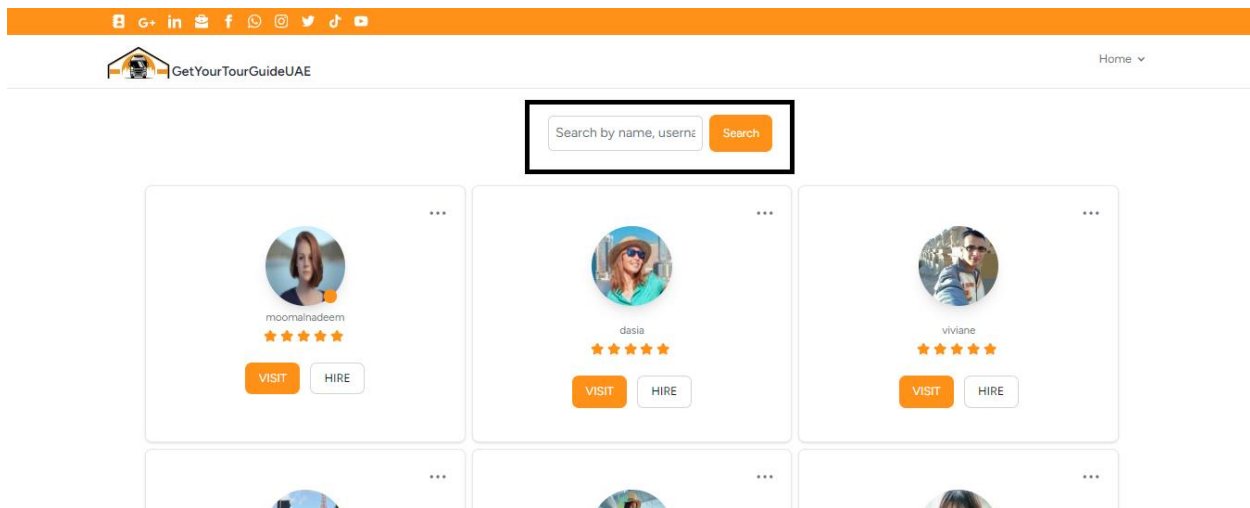 GetYourTourGuideUAE
Home
Search by name, userna
Search
moomalnadeem
VISIT
HIRE
dasia
VISIT
HIRE
viviane
VISIT
HIRE